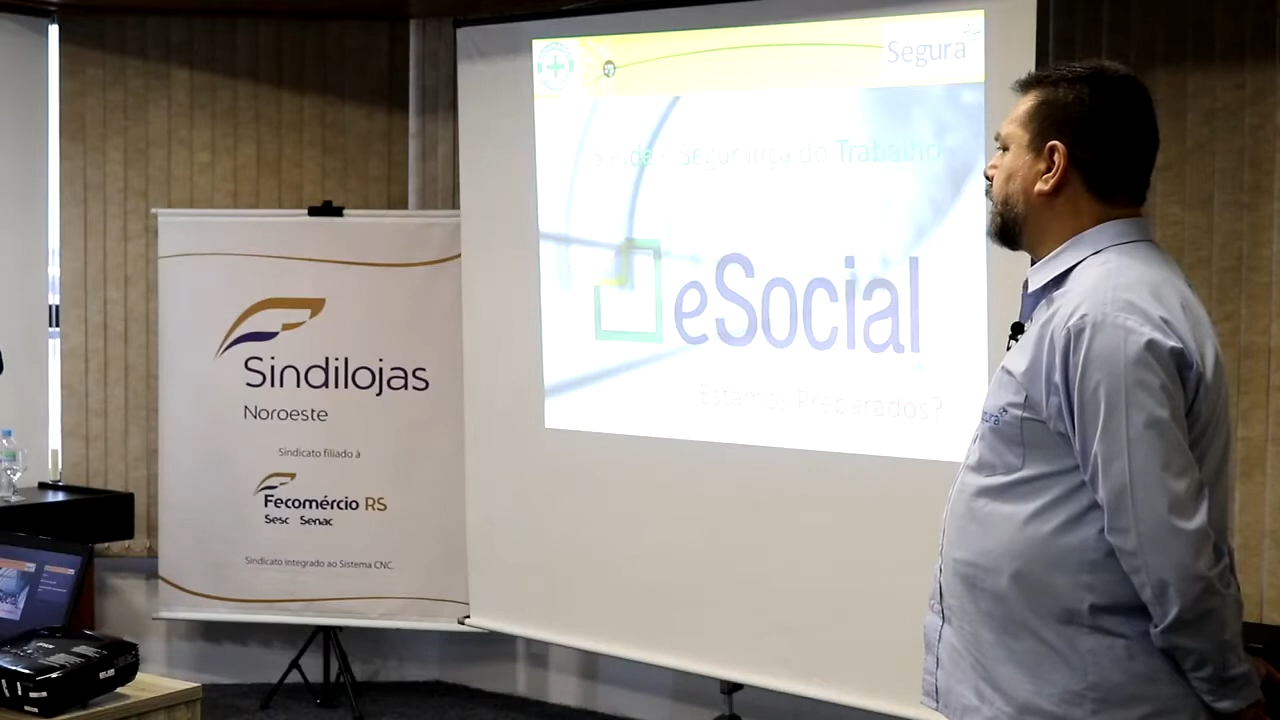 Segura
Saúde e Segurança do Trabalho
eSocial
Estamos Preparados?
Sindilojas
Noroeste
Sindicato filiado à
Fecomércio RS
Sesc Senac
Sindicato integrado ao Sistema CNC.